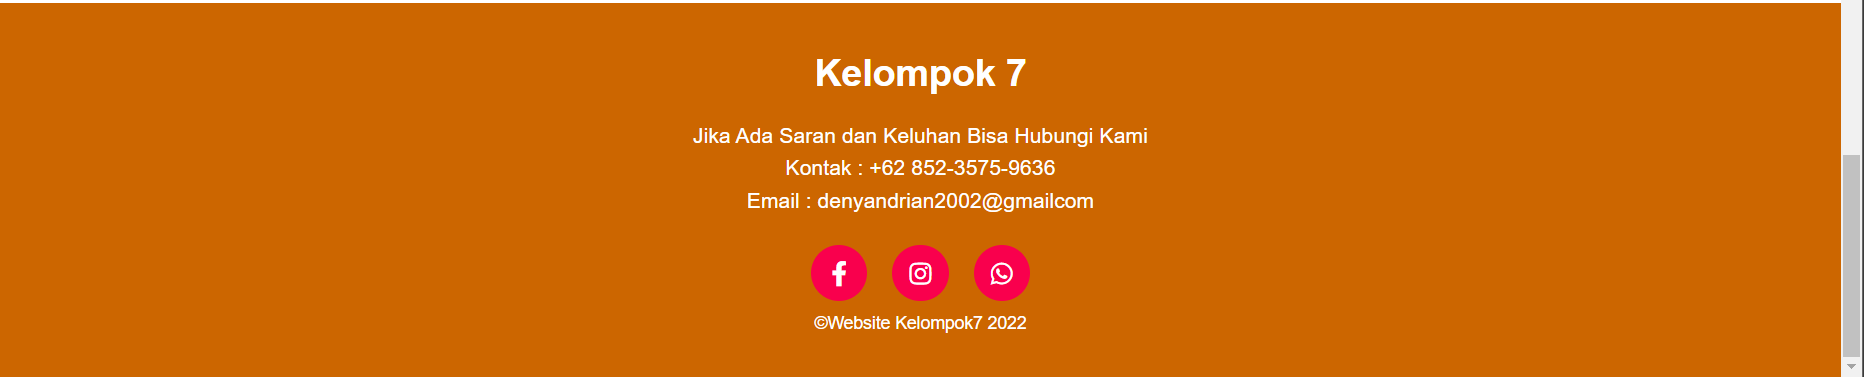 Kelompok 7
Jika Ada Saran dan Keluhan Bisa Hubungi Kami
Kontak : +62 852-3575-9636
Email : denyandrian2002@gmailcom
©Website Kelompok7 2022